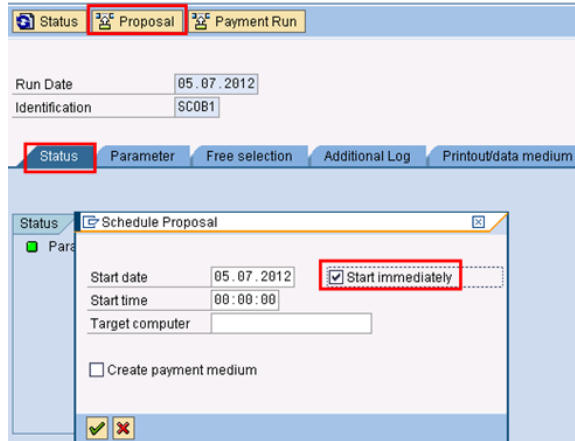 Status Proposal Payment Run
Run Date 05.07.2012
Identification SCOB1
Status Parameter Free selection Additional Log Printout/data medium
Status Schedule Proposal
Para
Start date 05.07.2012 Start immediately
Start time 00:00:00
Target computer
Create payment medium